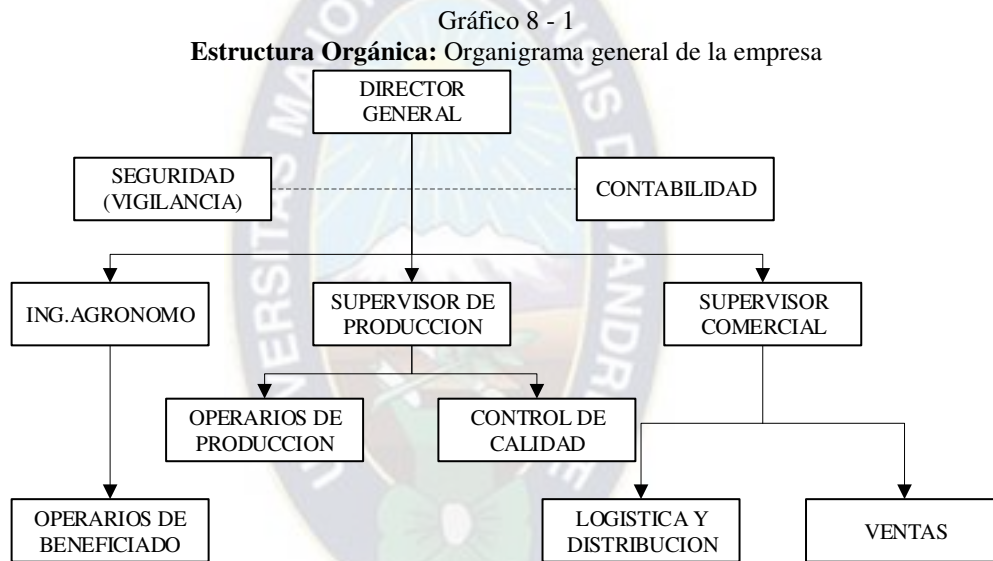 Gráfico 8 - 1
Estructura Orgánica: Organigrama general de la empresa
DIRECTOR
GENERAL
SEGURIDAD
(VIGILANCIA)
CONTABILIDAD
ING.AGRONOMO
SUPERVISOR DE
PRODUCCION
SUPERVISOR
COMERCIAL
OPERARIOS DE
PRODUCCION
CONTROL DE
CALIDAD
OPERARIOS DE
BENEFICIADO
LOGISTICA Y
DISTRIBUCION
VENTAS